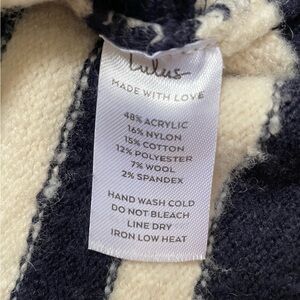 Lulus
MADE WITH LOVE
48% ACRYLIC
16% NYLON
15% COTTON
12% POLYESTER
7% WOOL
2% SPANDEX
HAND WASH COLD
DO NOT BLEACH
LINE DRY
IRON LOW HEAT